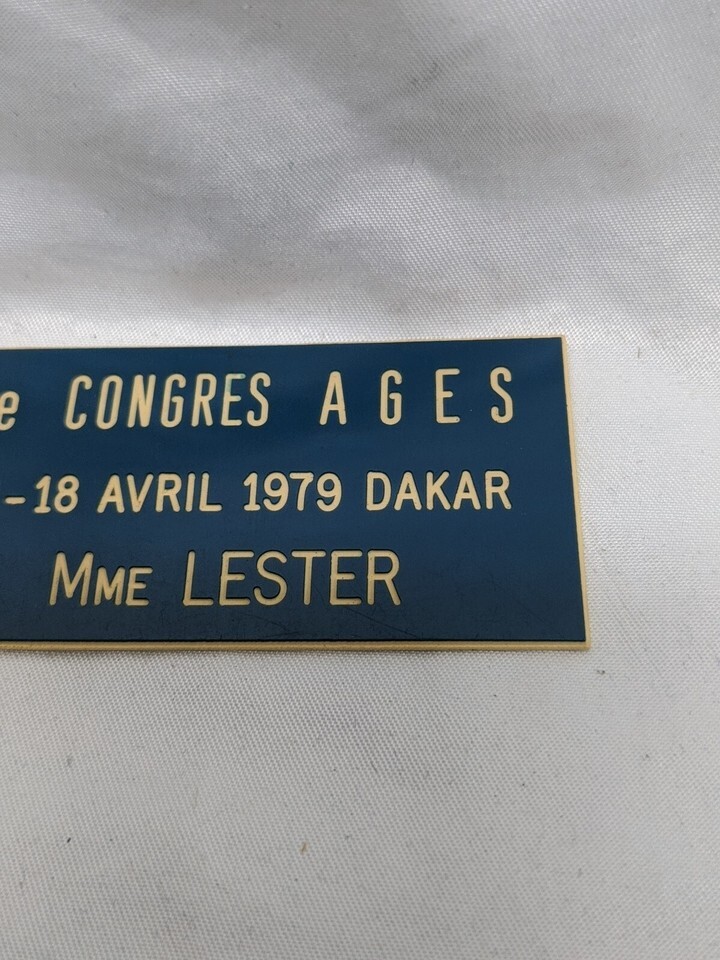 e CONGRES A G E S
-18 AVRIL 1979 DAKAR
MME LESTER